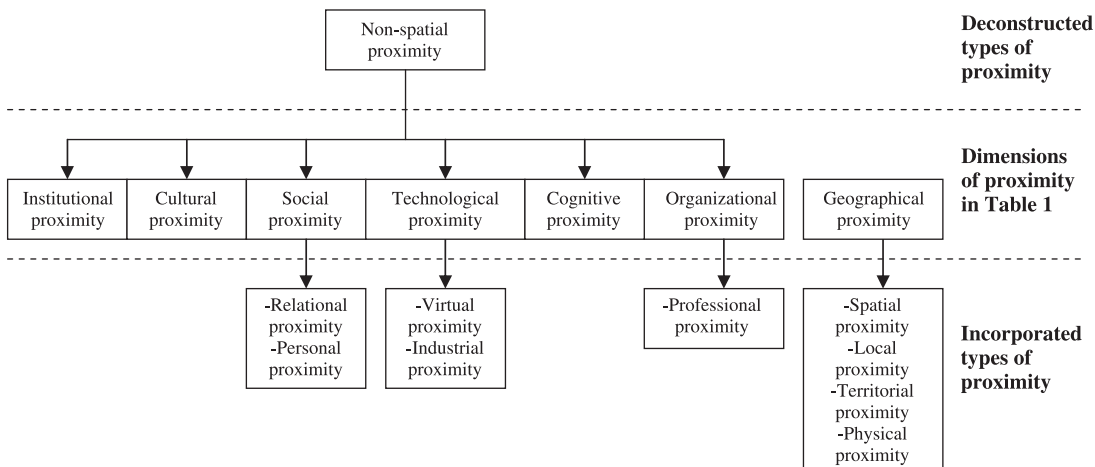 Non-spatial
proximity
Deconstructed
types of
proximity
Institutional
proximity
Cultural
proximity
Social
proximity
Technological
proximity
Cognitive
proximity
Organizational
proximity
Geographical
proximity
Dimensions
of proximity
in Table 1
-Relational
proximity
-Personal
proximity
-Virtual
proximity
-Industrial
proximity
-Professional
proximity
-Spatial
proximity
-Local
proximity
-Territorial
proximity
-Physical
proximity
Incorporated
types of
proximity